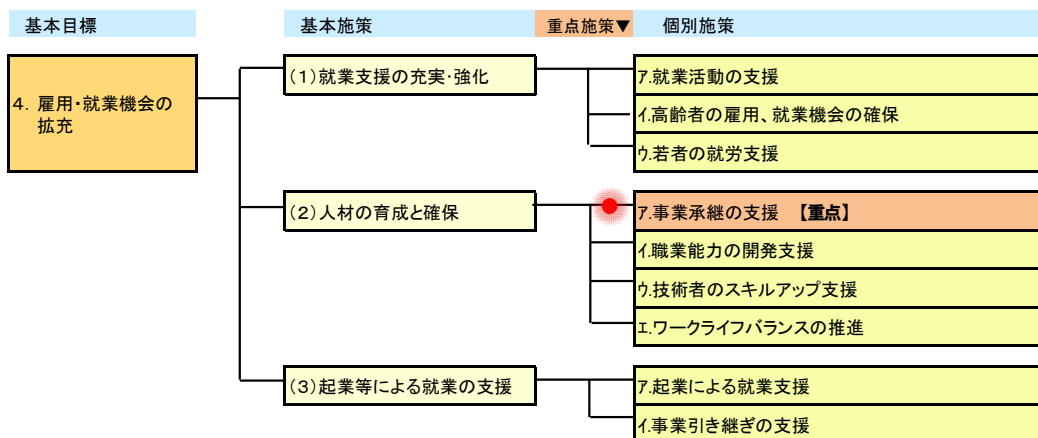 基本目標
基本施策
重点施策▼
個別施策
4．雇用・就業機会の
拡充
（1）就業支援の充実・強化
ｱ.就業活動の支援
ｲ.高齢者の雇用、就業機会の確保
ｳ.若者の就労支援
（2）人材の育成と確保
ｱ.事業承継の支援　【重点】
ｲ.職業能力の開発支援
ｳ.技術者のスキルアップ支援
ｴ.ワークライフバランスの推進
（3）起業等による就業の支援
ｱ.起業による就業支援
ｲ.事業引き継ぎの支援